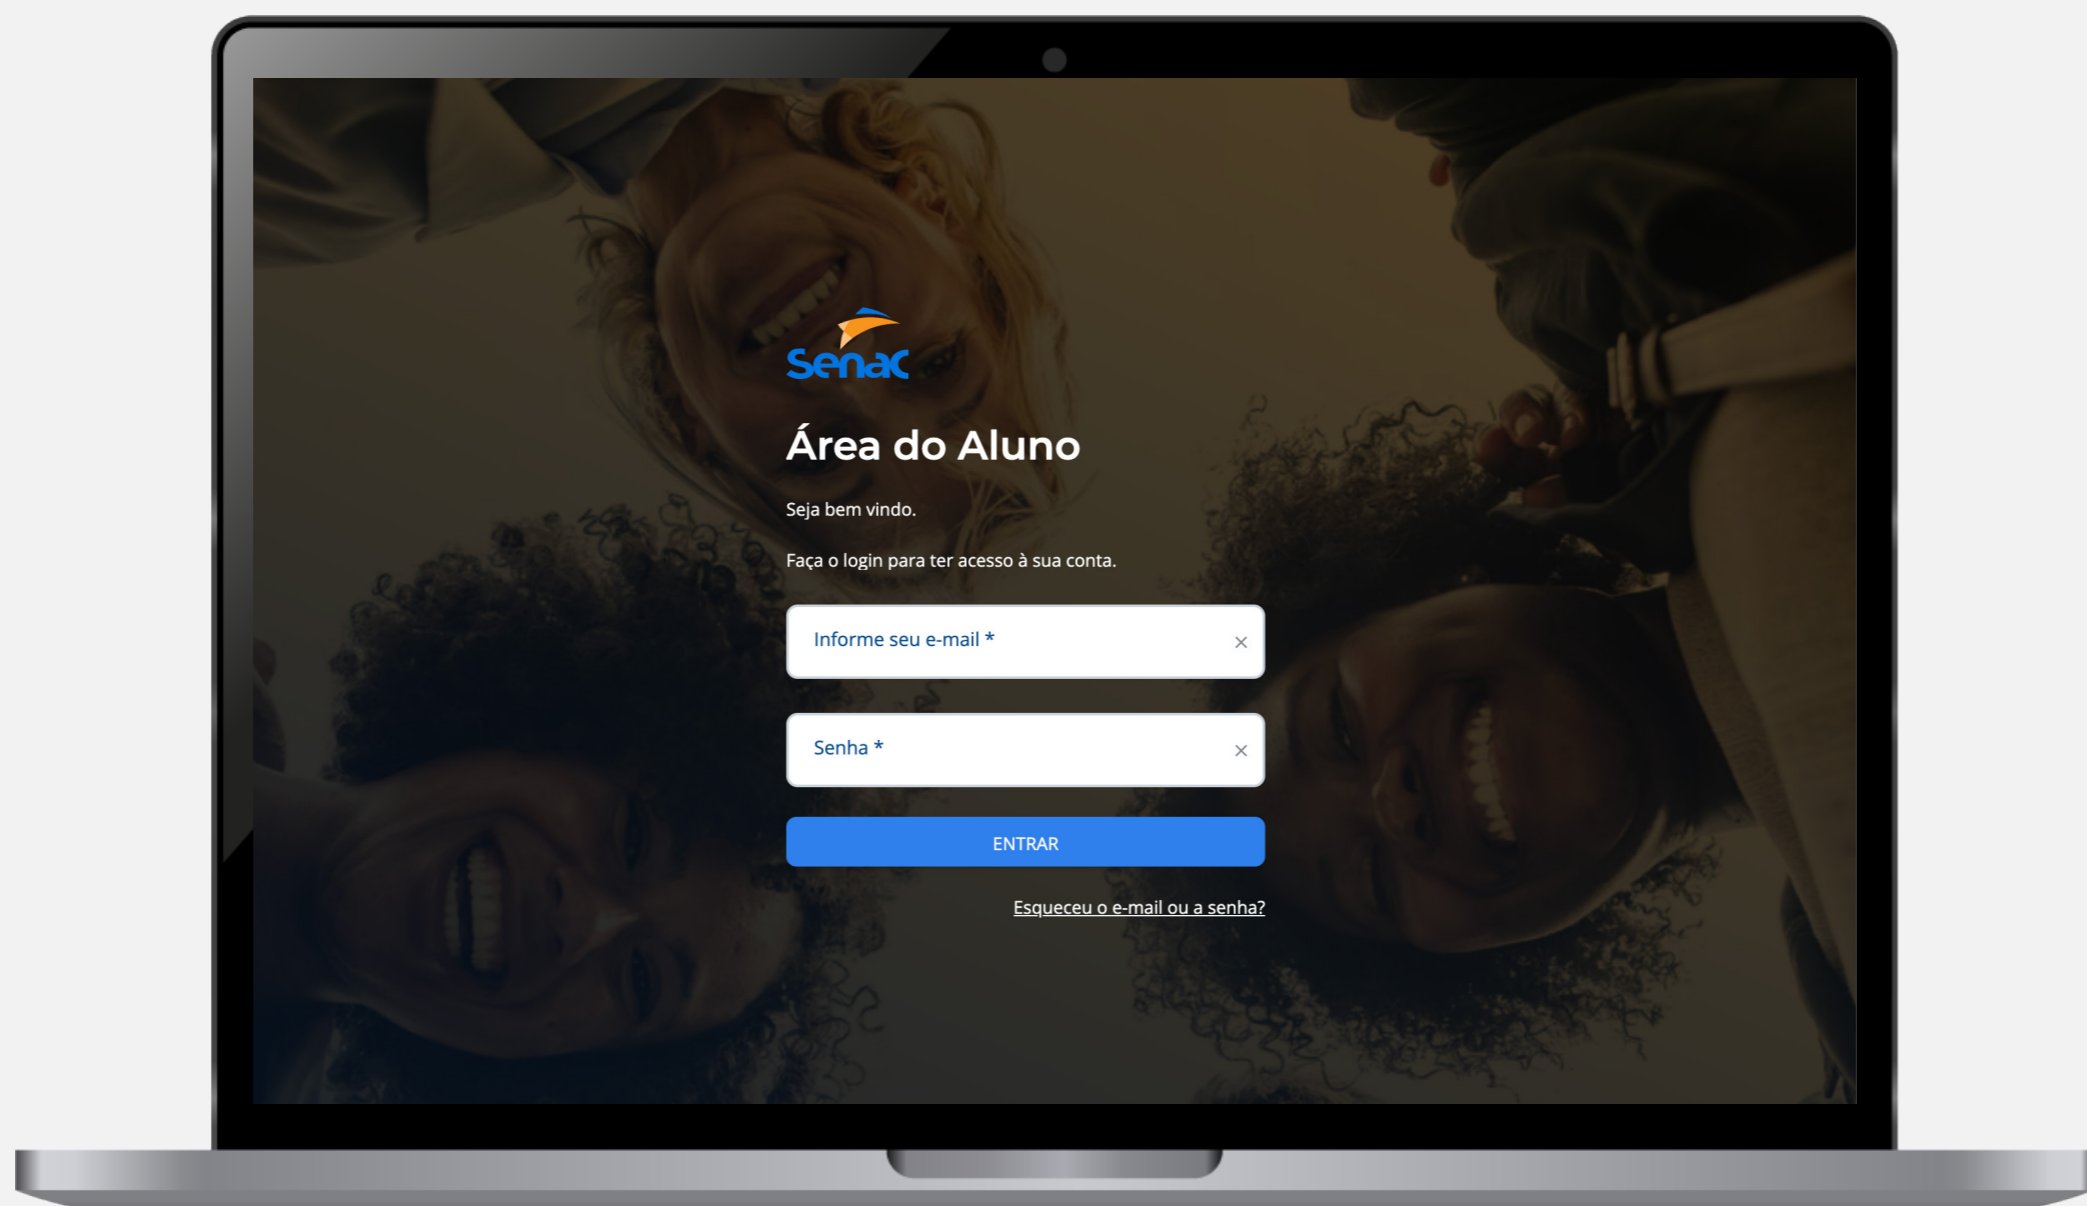 Senac
Área do Aluno
Seja bem vindo.
Faça o login para ter acesso à sua conta.
Informe seu e-mail *
Senha *
ENTRAR
Esqueceu o e-mail ou a senha?